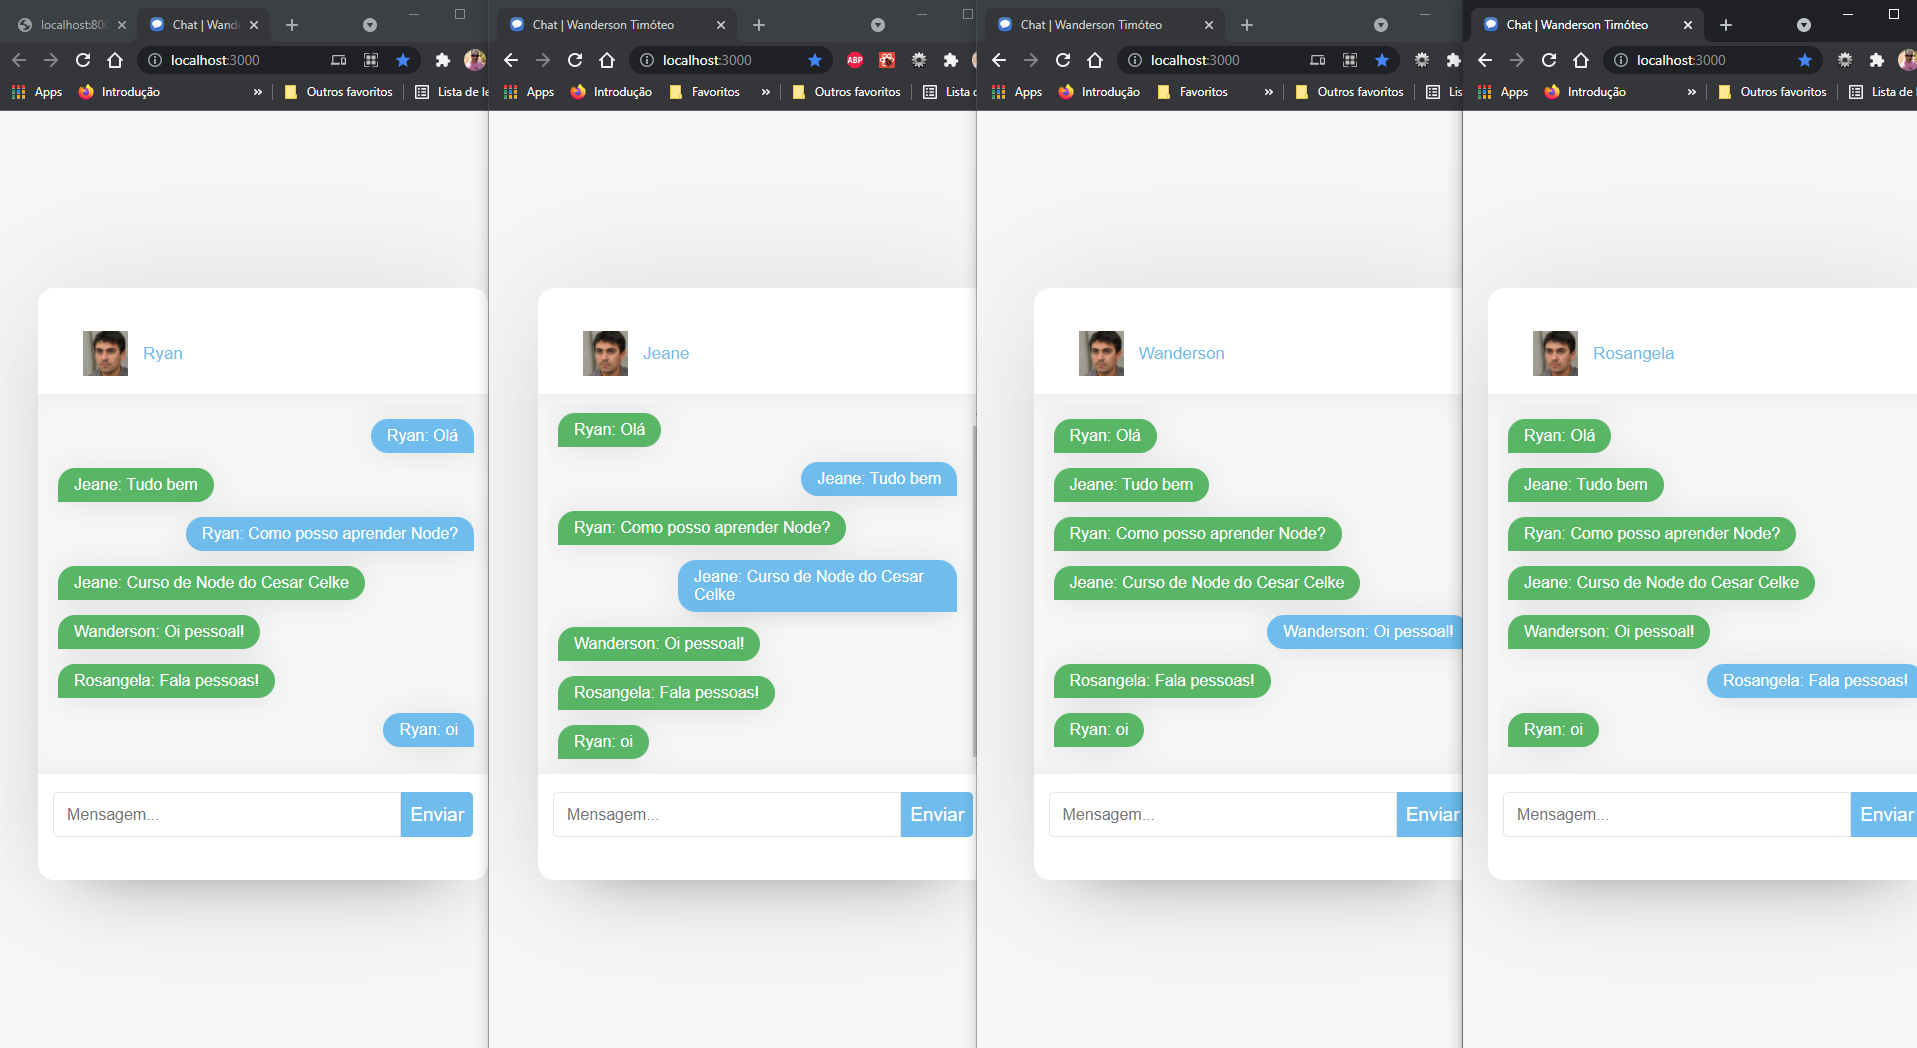 localhost:800
Chat | Wande
localhost:3000
Apps
Introdução
»
Outros favoritos
Lista de le
Ryan
Ryan: Olá
Jeane: Tudo bem
Ryan: Como posso aprender Node?
Jeane: Curso de Node do Cesar Celke
Wanderson: Oi pessoal!
Rosangela: Fala pessoas!
Ryan: oi
Mensagem...
Enviar
Chat | Wanderson Timóteo
localhost:3000
ABP
Apps
Introdução
Favoritos
»
Outros favoritos
Lista d
Jeane
Ryan: Olá
Jeane: Tudo bem
Ryan: Como posso aprender Node?
Jeane: Curso de Node do Cesar
Celke
Wanderson: Oi pessoal!
Rosangela: Fala pessoas!
Ryan: oi
Mensagem...
Enviar
Chat | Wanderson Timóteo
localhost:3000
Apps
Introdução
Favoritos
»
Outros favoritos
Lis
Wanderson
Ryan: Olá
Jeane: Tudo bem
Ryan: Como posso aprender Node?
Jeane: Curso de Node do Cesar Celke
Wanderson: Oi pessoal!
Rosangela: Fala pessoas!
Ryan: oi
Mensagem...
Enviar
Chat | Wanderson Timóteo
localhost:3000
Apps
Introdução
»
Outros favoritos
Lista de
Rosangela
Ryan: Olá
Jeane: Tudo bem
Ryan: Como posso aprender Node?
Jeane: Curso de Node do Cesar Celke
Wanderson: Oi pessoal!
Rosangela: Fala pessoas!
Ryan: oi
Mensagem...
Enviar